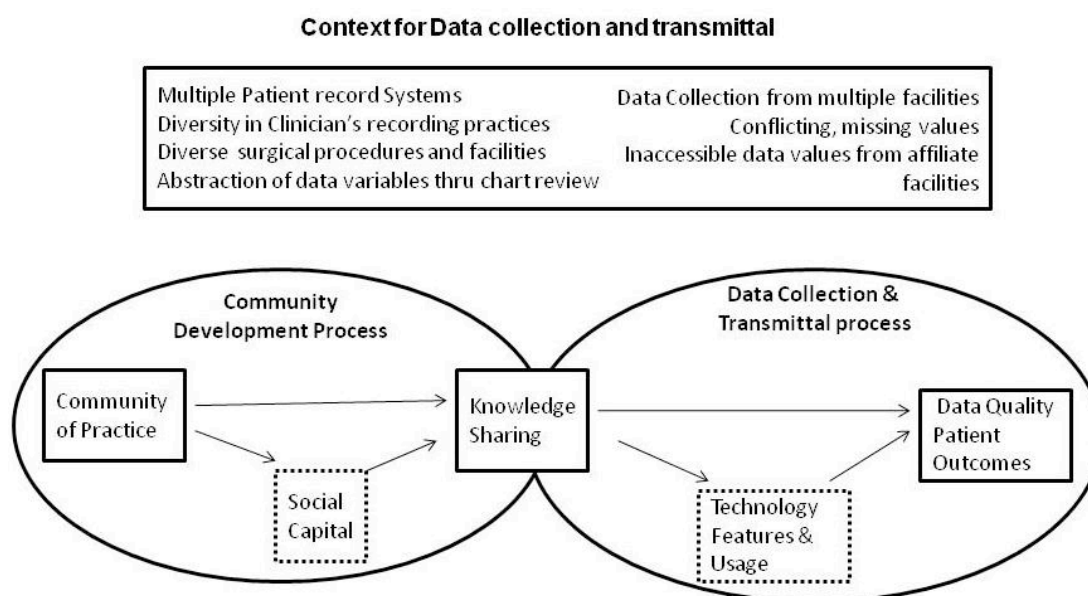 Context for Data collection and transmittal
Multiple Patient record Systems
Diversity in Clinician's recording practices
Diverse surgical procedures and facilities
Abstraction of data variables thru chart review
Data Collection from multiple facilities
Conflicting, missing values
Inaccessible data values from affiliate
facilities
Community
Development Process
Community
of Practice
Social
Capital
Knowledge
Sharing
Data Collection &
Transmittal process
Technology
Features &
Usage
Data Quality
Patient
Outcomes